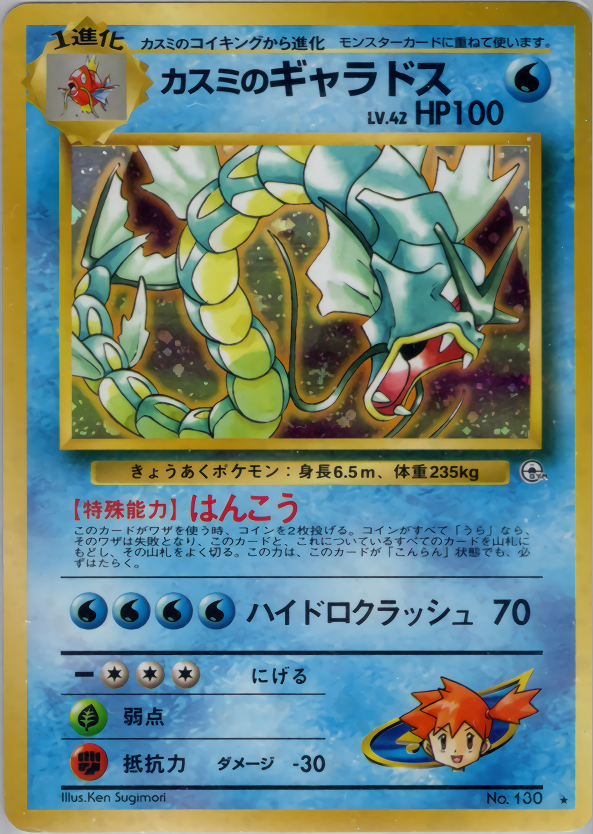 1進化
カスミのコイキングから進化 モンスターカードに重ねて使います。
カスミのギャラドス
LV.42 HP100
きょうあくポケモン：身長6.5m、体重235kg
GYM
【特殊能力】はんこう
このカードがワザを使う時、コインを2枚投げる。コインがすべて「うら」なら、
そのワザは失敗となり、このカードと、これについているすべてのカードを山札に
もどし、その山札をよく切る。この力は、このカードが「こんらん」状態でも、必
ずはたらく。
ハイドロクラッシュ 70
にげる
弱点
抵抗力 ダメージ -30
Illus.Ken Sugimori No. 130 ★